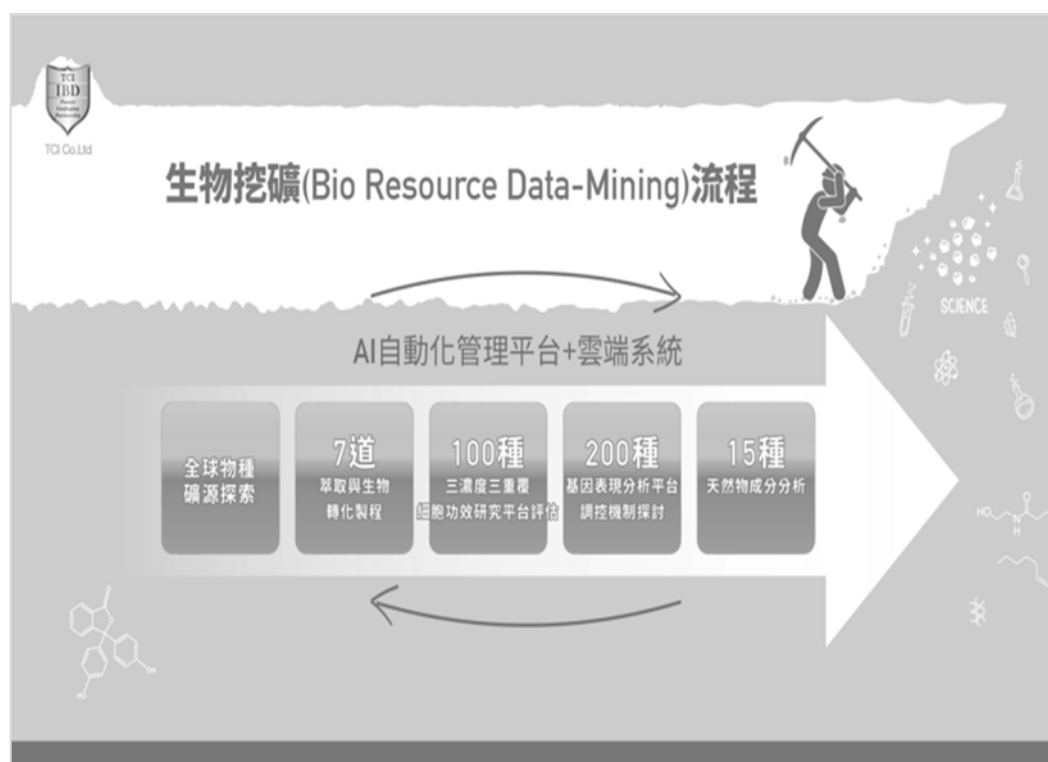 TCI
IBD
TCI Co.Ltd
生物挖礦(Bio Resource Data-Mining)流程
SCIENCE
AI自動化管理平台+雲端系統
全球物種
礦源探索
7道
萃取與生物
轉化製程
100種
三濃度三重覆
細胞功效研究平台評估
200種
基因表現分析平台
調控機制探討
15種
天然物成分分析
HO
N
H
O
O
O
HO
OH